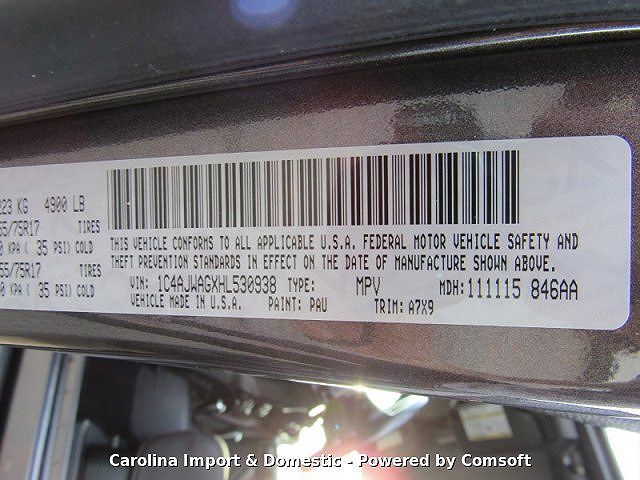 223 KG 4900 LB
55/75R17 TIRES
0 KPA ( 35 PSI) COLD
55/75R17 TIRES
0 KPA ( 35 PSI) COLD
THIS VEHICLE CONFORMS TO ALL APPLICABLE U.S.A. FEDERAL MOTOR VEHICLE SAFETY AND
THEFT PREVENTION STANDARDS IN EFFECT ON THE DATE OF MANUFACTURE SHOWN ABOVE.
VIN: 1C4AJWAGXHL530938 TYPE: MPV MDH: 111115 846AA
VEHICLE MADE IN U.S.A. PAINT: PAU TRIM: A7X9
Carolina Import & Domestic - Powered by Comsoft